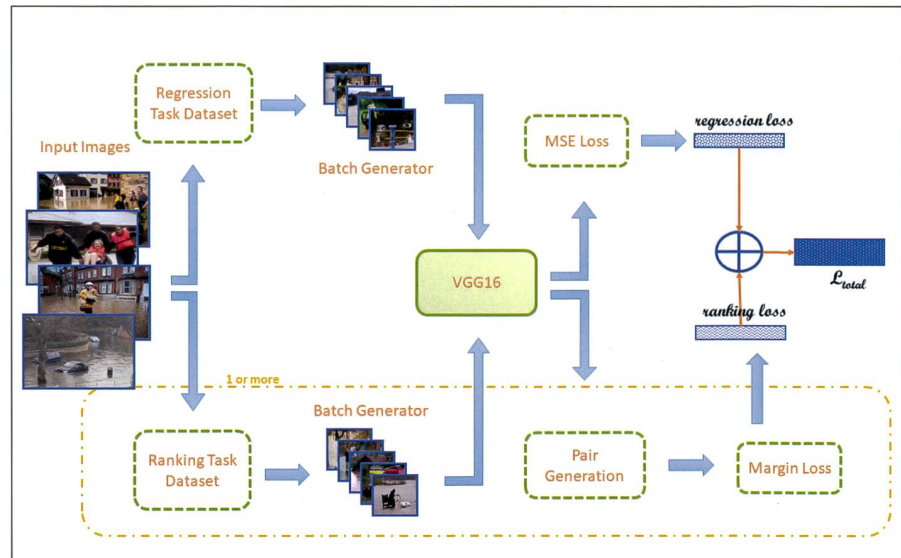 Regression
Task Dataset
Input Images
Batch Generator
MSE Loss
regression loss
VGG16
L_total
ranking loss
1 or more
Batch Generator
Ranking Task
Dataset
Pair
Generation
Margin Loss